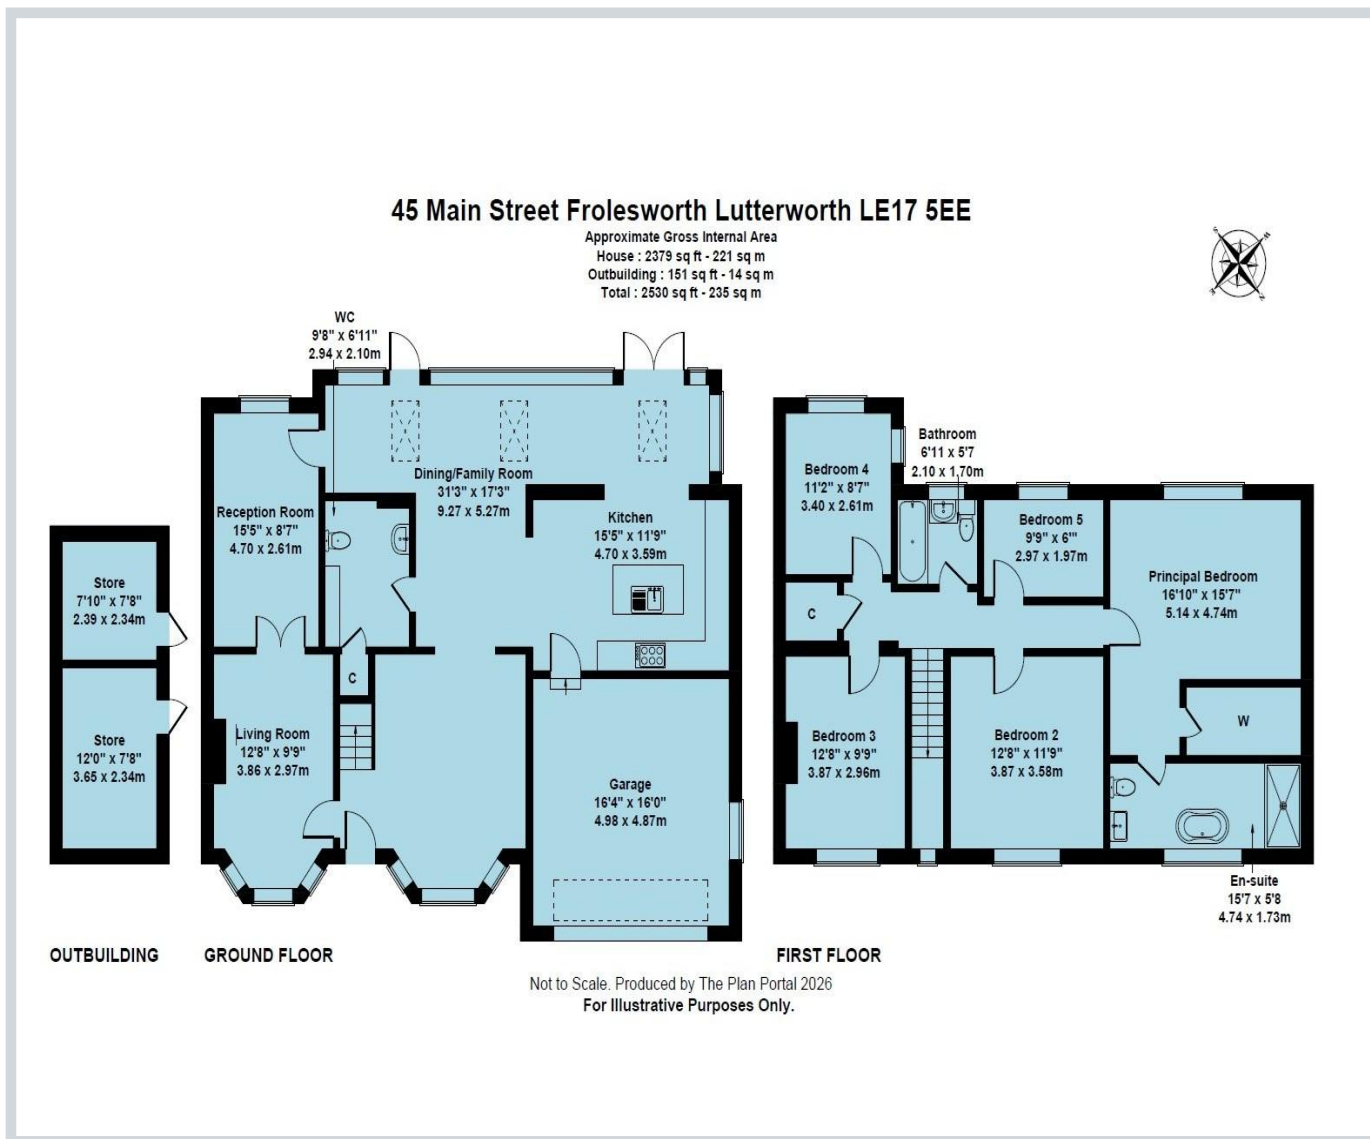 45 Main Street Frolesworth Lutterworth LE17 5EE
Approximate Gross Internal Area
House : 2379 sq ft - 221 sq m
Outbuilding : 151 sq ft - 14 sq m
Total : 2530 sq ft - 235 sq m
S
W
E
N
WC
9'8" x 6'11"
2.94 x 2.10m
Dining/Family Room
31'3" x 17'3"
9.27 x 5.27m
Reception Room
15'5" x 8'7"
4.70 x 2.61m
Kitchen
15'5" x 11'9"
4.70 x 3.59m
Store
7'10" x 7'8"
2.39 x 2.34m
Store
12'0" x 7'8"
3.65 x 2.34m
C
Living Room
12'8" x 9'9"
3.86 x 2.97m
Garage
16'4" x 16'0"
4.98 x 4.87m
Bedroom 4
11'2" x 8'7"
3.40 x 2.61m
Bathroom
6'11 x 5'7
2.10 x 1.70m
Bedroom 5
9'9" x 6'"
2.97 x 1.97m
Principal Bedroom
16'10" x 15'7"
5.14 x 4.74m
C
Bedroom 3
12'8" x 9'9"
3.87 x 2.96m
Bedroom 2
12'8" x 11'9"
3.87 x 3.58m
W
En-suite
15'7 x 5'8
4.74 x 1.73m
OUTBUILDING
GROUND FLOOR
FIRST FLOOR
Not to Scale. Produced by The Plan Portal 2026
For Illustrative Purposes Only.